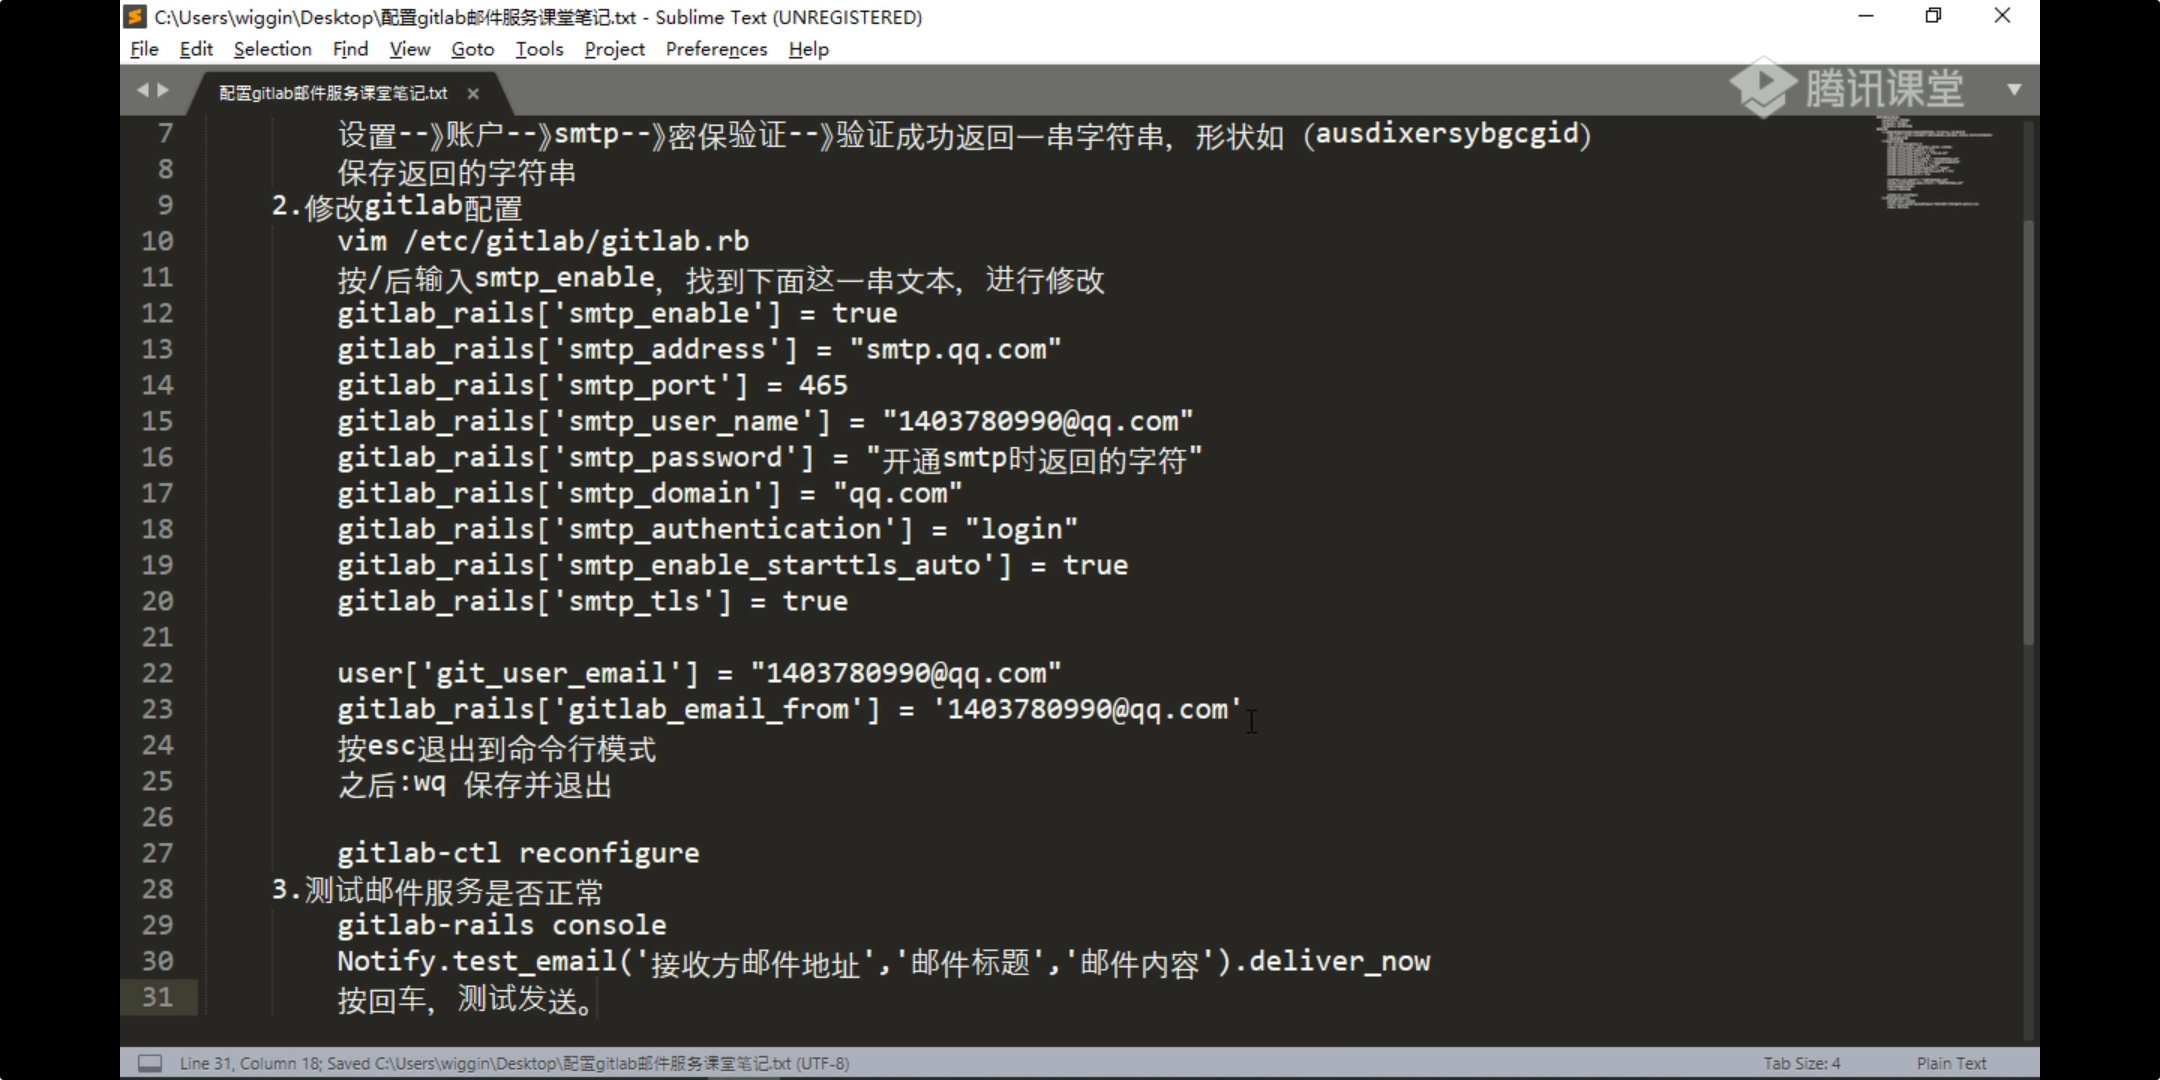 C:\Users\wiggin\Desktop\配置gitlab邮件服务课堂笔记.txt - Sublime Text (UNREGISTERED)
File Edit Selection Find View Goto Tools Project Preferences Help
配置gitlab邮件服务课堂笔记.txt
腾讯课堂
7 设置--》账户--》smtp--》密保验证--》验证成功返回一串字符串，形状如（ausdixersybgcgid）
8 保存返回的字符串
9 2.修改gitlab配置
10 vim /etc/gitlab/gitlab.rb
11 按/后输入smtp_enable，找到下面这一串文本，进行修改
12 gitlab_rails['smtp_enable'] = true
13 gitlab_rails['smtp_address'] = "smtp.qq.com"
14 gitlab_rails['smtp_port'] = 465
15 gitlab_rails['smtp_user_name'] = "1403780990@qq.com"
16 gitlab_rails['smtp_password'] = "开通smtp时返回的字符"
17 gitlab_rails['smtp_domain'] = "qq.com"
18 gitlab_rails['smtp_authentication'] = "login"
19 gitlab_rails['smtp_enable_starttls_auto'] = true
20 gitlab_rails['smtp_tls'] = true
21
22 user['git_user_email'] = "1403780990@qq.com"
23 gitlab_rails['gitlab_email_from'] = '1403780990@qq.com'
24 按esc退出到命令行模式
25 之后:wq 保存并退出
26
27 gitlab-ctl reconfigure
28 3.测试邮件服务是否正常
29 gitlab-rails console
30 Notify.test_email('接收方邮件地址','邮件标题','邮件内容').deliver_now
31 按回车，测试发送。
Line 31, Column 18; Saved C:\Users\wiggin\Desktop\配置gitlab邮件服务课堂笔记.txt (UTF-8)
Tab Size: 4
Plain Text